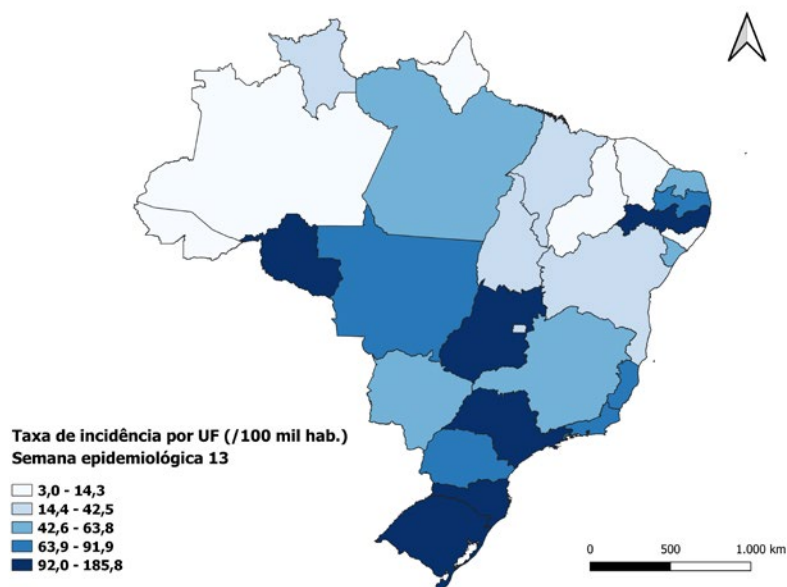 Taxa de incidência por UF (/100 mil hab.)
Semana epidemiológica 13
3,0 - 14,3
14,4 - 42,5
42,6 - 63,8
63,9 - 91,9
92,0 - 185,8
0 500 1.000 km